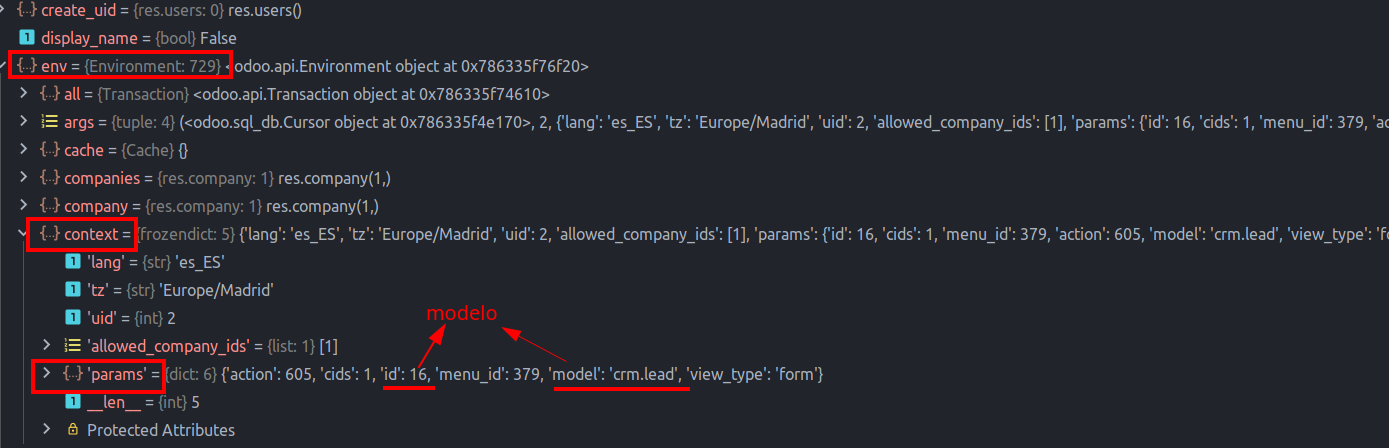 create_uid = {res.users: 0} res.users()
display_name = {bool} False
env = {Environment: 729} <odoo.api.Environment object at 0x786335f76f20>
all = {Transaction} <odoo.api.Transaction object at 0x786335f74610>
args = {tuple: 4} (<odoo.sql_db.Cursor object at 0x786335f4e170>, 2, {'lang': 'es_ES', 'tz': 'Europe/Madrid', 'uid': 2, 'allowed_company_ids': [1], 'params': {'id': 16, 'cids': 1, 'menu_id': 379, 'ac
cache = {Cache} {}
companies = {res.company: 1} res.company(1,)
company = {res.company: 1} res.company(1,)
context = {frozendict: 5} {'lang': 'es_ES', 'tz': 'Europe/Madrid', 'uid': 2, 'allowed_company_ids': [1], 'params': {'id': 16, 'cids': 1, 'menu_id': 379, 'action': 605, 'model': 'crm.lead', 'view_type': 'fo
'lang' = {str} 'es_ES'
'tz' = {str} 'Europe/Madrid'
'uid' = {int} 2
modelo
'allowed_company_ids' = {list: 1} [1]
'params' = {dict: 6} {'action': 605, 'cids': 1, 'id': 16, 'menu_id': 379, 'model': 'crm.lead', 'view_type': 'form'}
__len__ = {int} 5
Protected Attributes